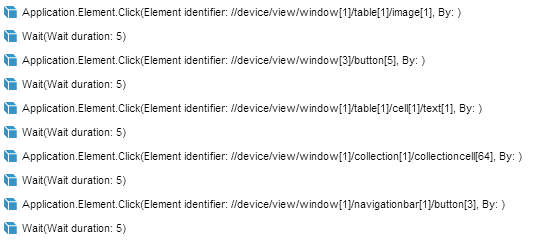 Application.Element.Click(Element identifier: //device/view/window[1]/table[1]/image[1], By: )
Wait(Wait duration: 5)
Application.Element.Click(Element identifier: //device/view/window[3]/button[5], By: )
Wait(Wait duration: 5)
Application.Element.Click(Element identifier: //device/view/window[1]/table[1]/cell[1]/text[1], By: )
Wait(Wait duration: 5)
Application.Element.Click(Element identifier: //device/view/window[1]/collection[1]/collectioncell[64], By: )
Wait(Wait duration: 5)
Application.Element.Click(Element identifier: //device/view/window[1]/navigationbar[1]/button[3], By: )
Wait(Wait duration: 5)